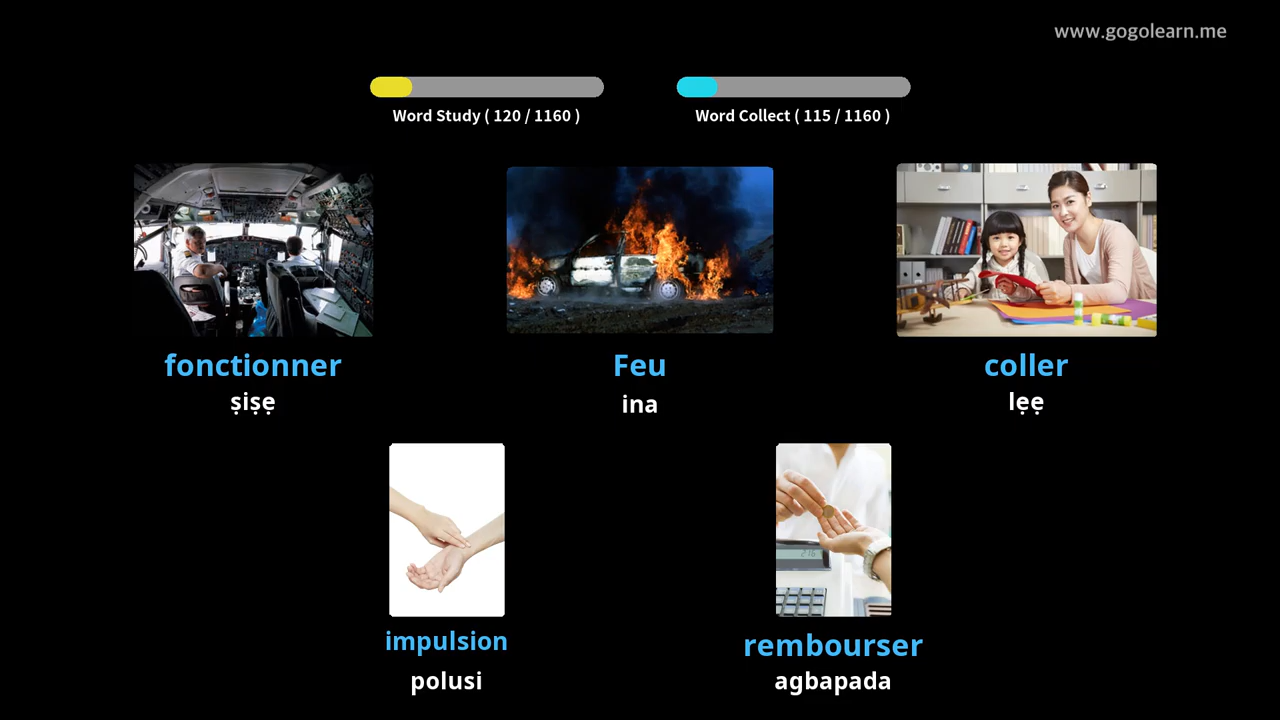 www.gogolearn.me
Word Study ( 120 / 1160 )
Word Collect ( 115 / 1160 )
fonctionner
ṣiṣẹ
Feu
ina
coller
lẹẹ
impulsion
polusi
rembourser
agbapada